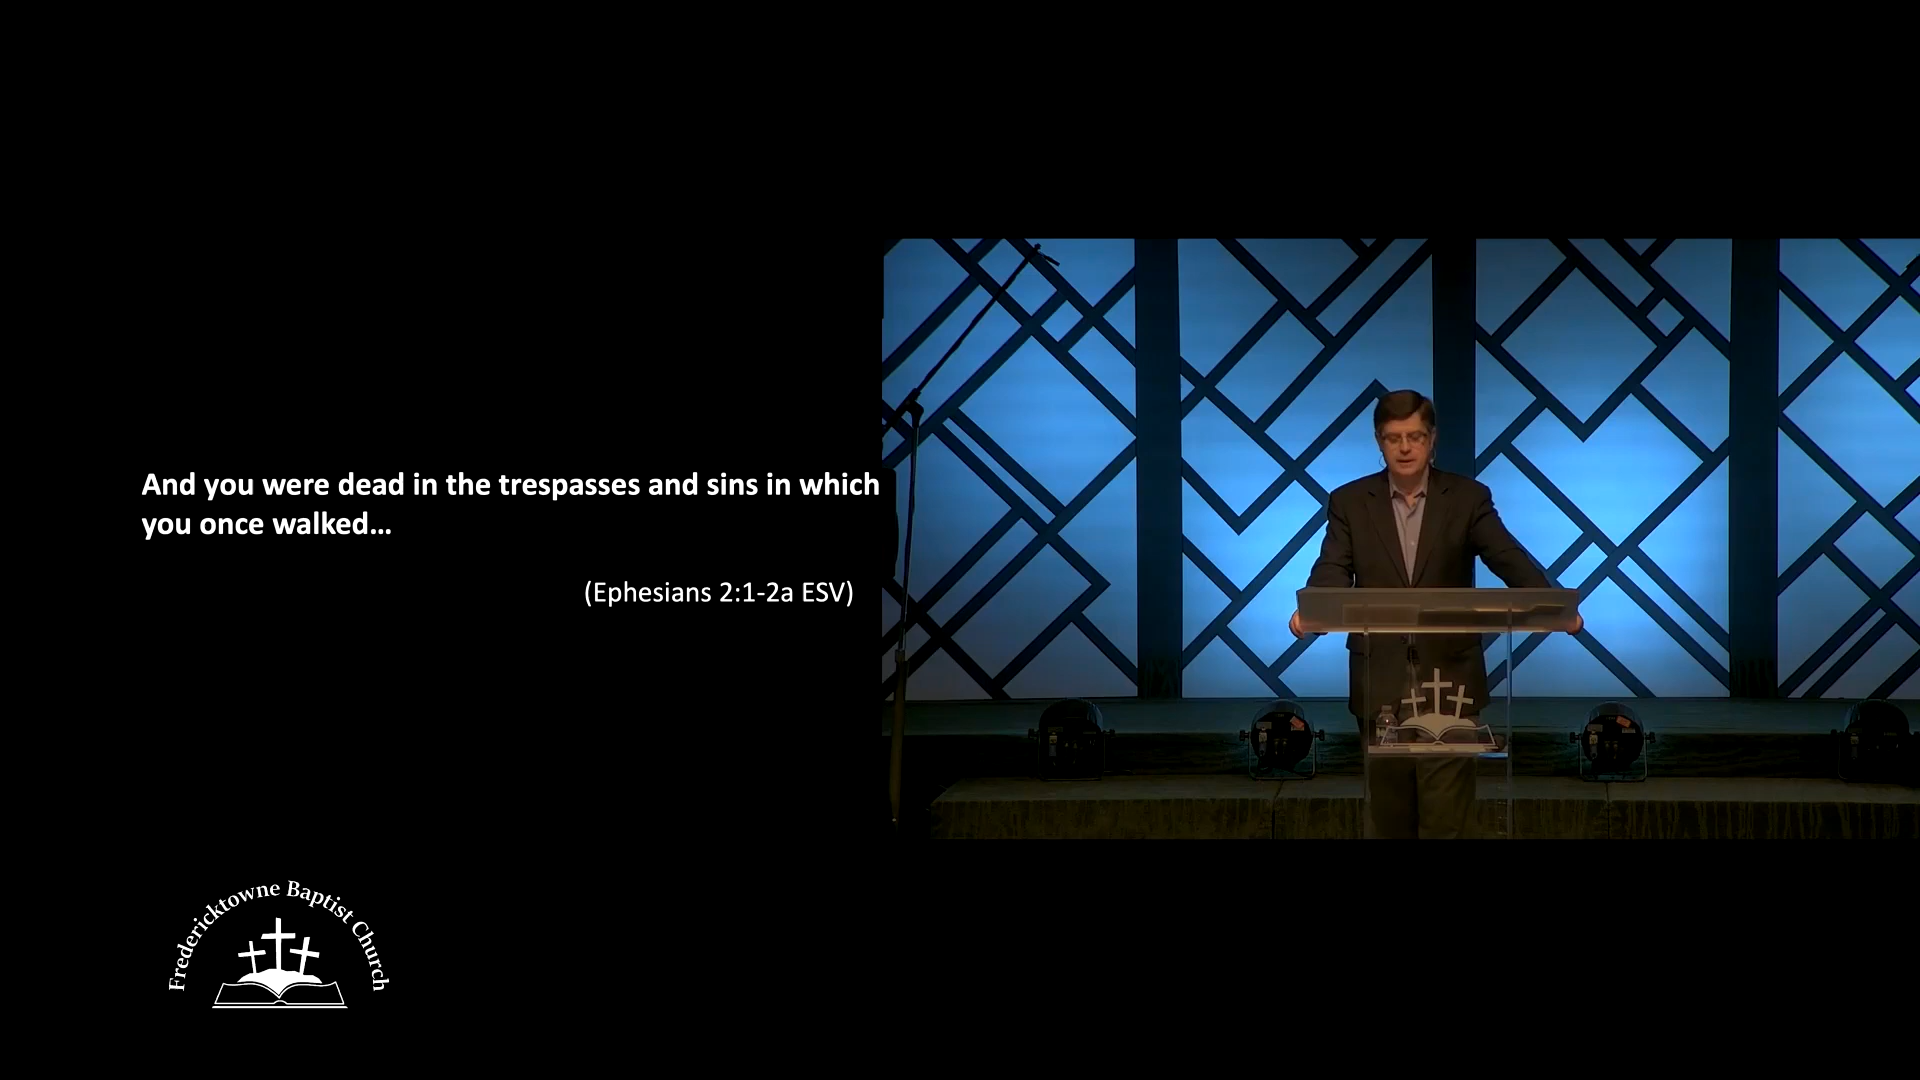 And you were dead in the trespasses and sins in which
you once walked...
(Ephesians 2:1-2a ESV)
Fredericktowne Baptist Church